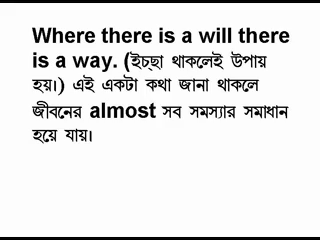 Where there is a will there
is a way. (ইচ্ছা থাকলেই উপায়
হয়।) এই একটা কথা জানা থাকলে
জীবনের almost সব সমস্যার সমাধান
হয়ে যায়।